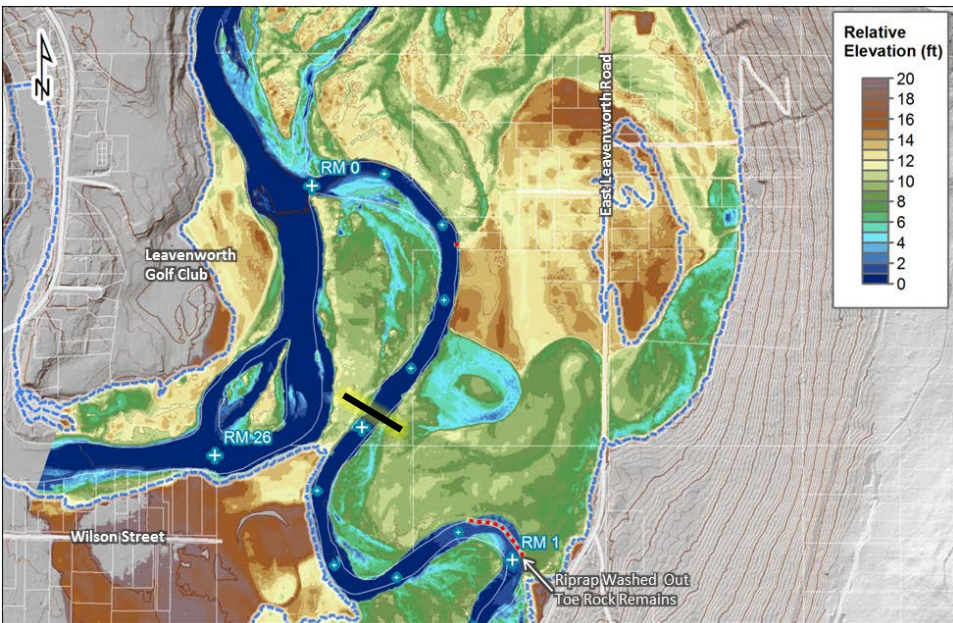 N
Relative
Elevation (ft)
20
18
16
14
12
10
8
6
4
2
0
East Leavenworth Road
RM 0
Leavenworth
Golf Club
RM 26
Wilson Street
RM 1
Riprap Washed Out
Toe Rock Remains